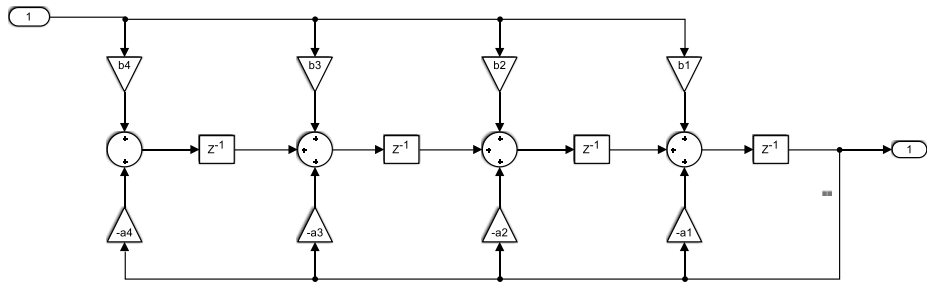 1
b4
b3
b2
b1
+
+
+
+
+
+
+
+
+
+
+
Z-1
Z-1
Z-1
Z-1
1
-a4
-a3
-a2
-a1